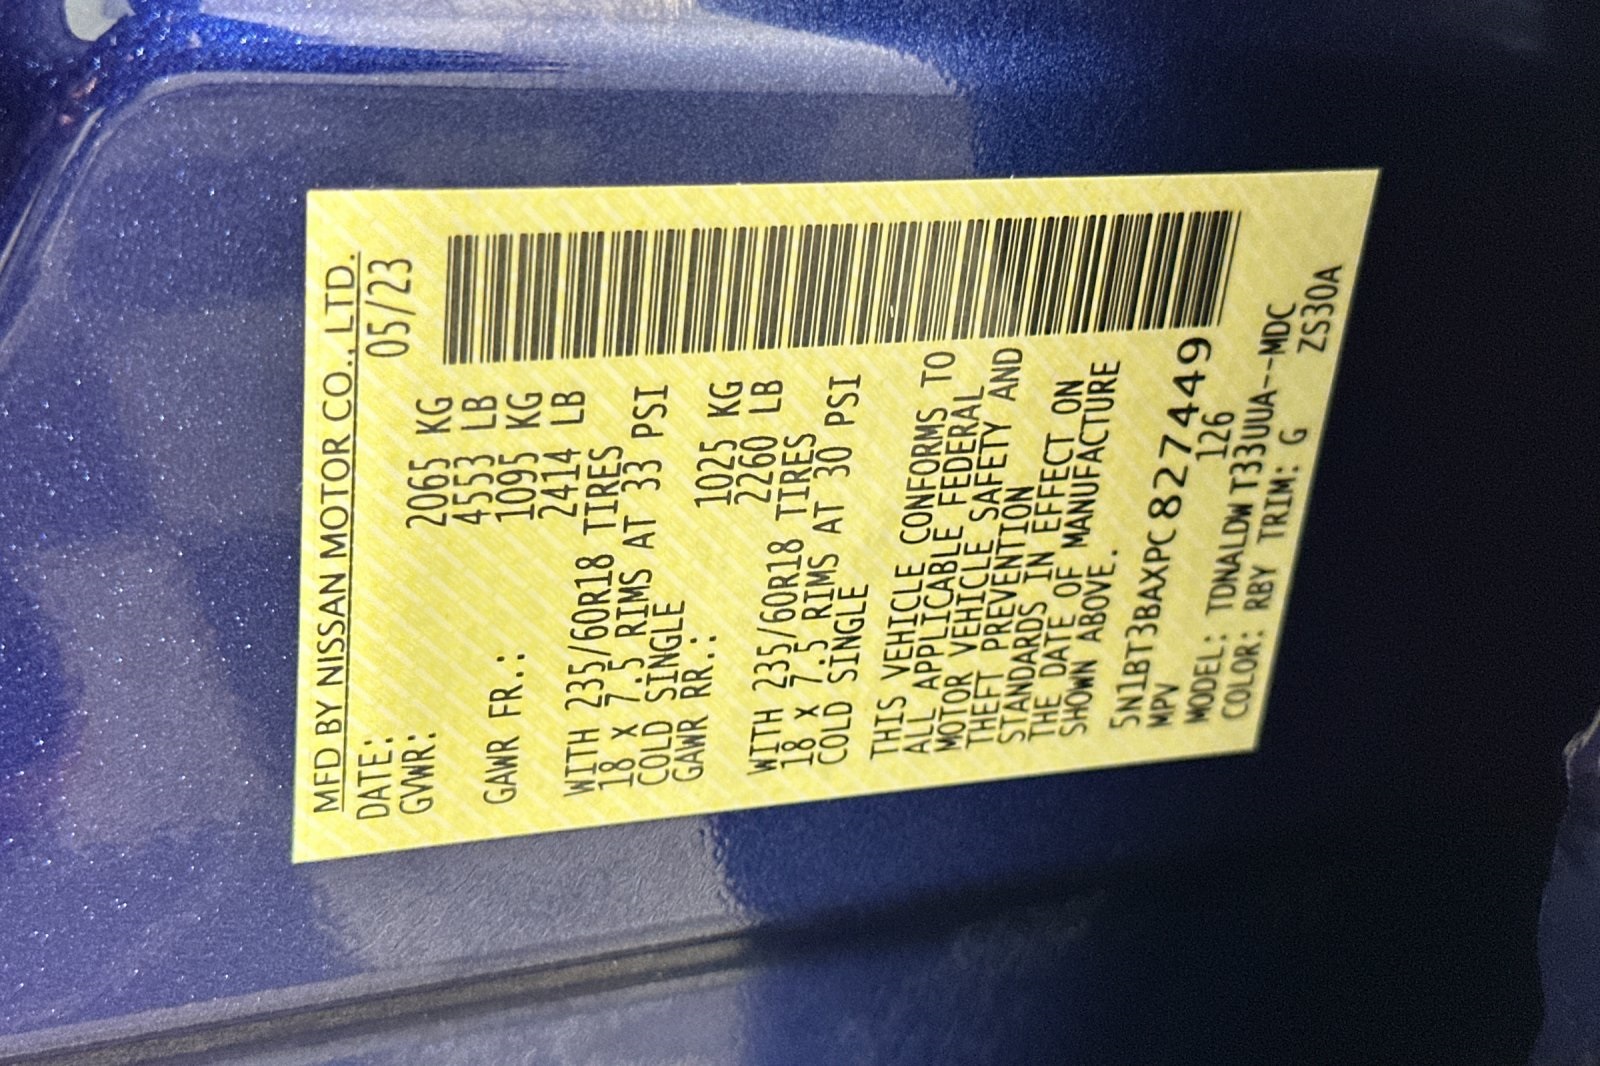 MFD BY NISSAN MOTOR CO., LTD.
DATE: 05/23
GVWR: 2065 KG
4553 LB
GAWR FR.: 1095 KG
2414 LB
WITH 235/60R18 TIRES
18 X 7.5 RIMS AT 33 PSI
COLD SINGLE
GAWR RR.: 1025 KG
2260 LB
WITH 235/60R18 TIRES
18 X 7.5 RIMS AT 30 PSI
COLD SINGLE
THIS VEHICLE CONFORMS TO
ALL APPLICABLE FEDERAL
MOTOR VEHICLE SAFETY AND
THEFT PREVENTION
STANDARDS IN EFFECT ON
THE DATE OF MANUFACTURE
SHOWN ABOVE.
5N1BT3BAXPC827449
MPV 126
MODEL: TDNALDWT33UUA--MDC
COLOR: RBY TRIM: G ZS30A